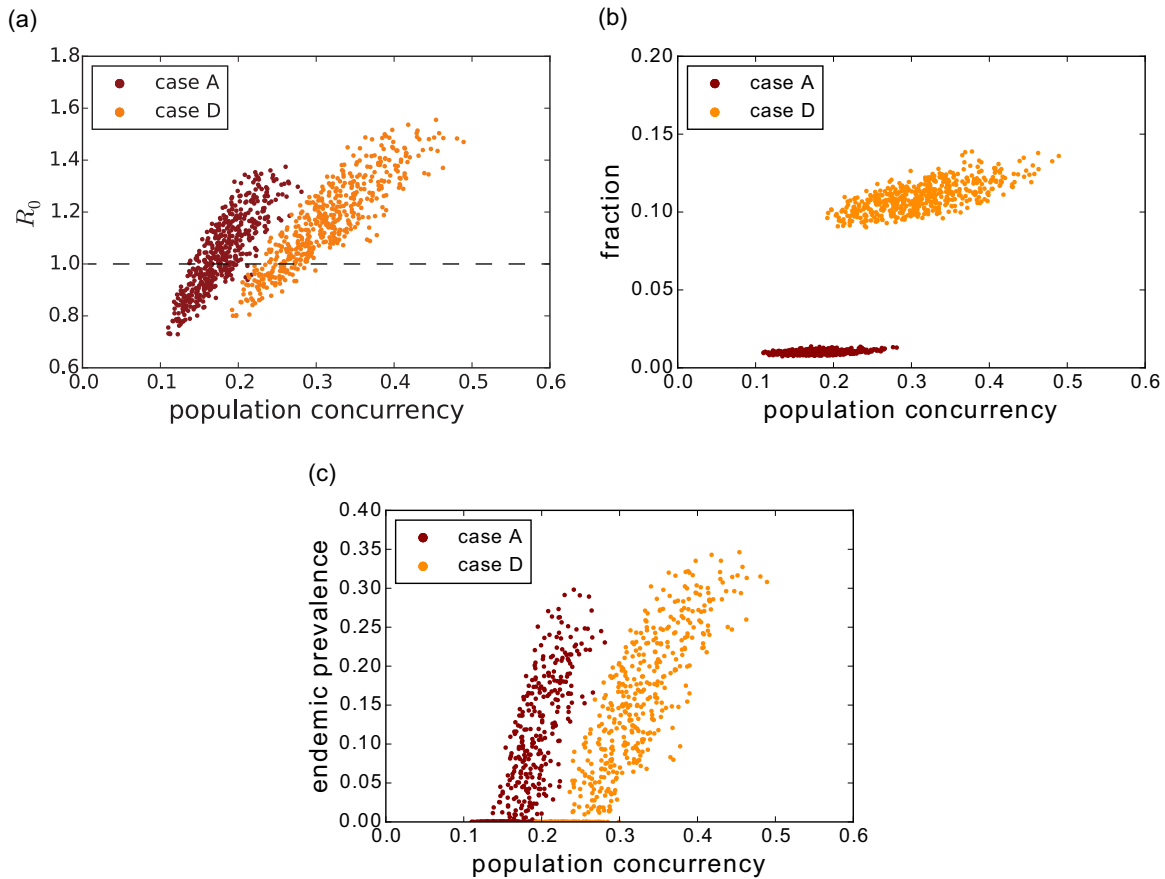 (a)
1.8
1.6
1.4
1.2
1.0
0.8
0.6
R₀
case A
case D
0.0 0.1 0.2 0.3 0.4 0.5 0.6
population concurrency
(b)
0.20
0.15
0.10
0.05
0.00
fraction
case A
case D
0.0 0.1 0.2 0.3 0.4 0.5 0.6
population concurrency
(c)
0.40
0.35
0.30
0.25
0.20
0.15
0.10
0.05
0.00
endemic prevalence
case A
case D
0.0 0.1 0.2 0.3 0.4 0.5 0.6
population concurrency